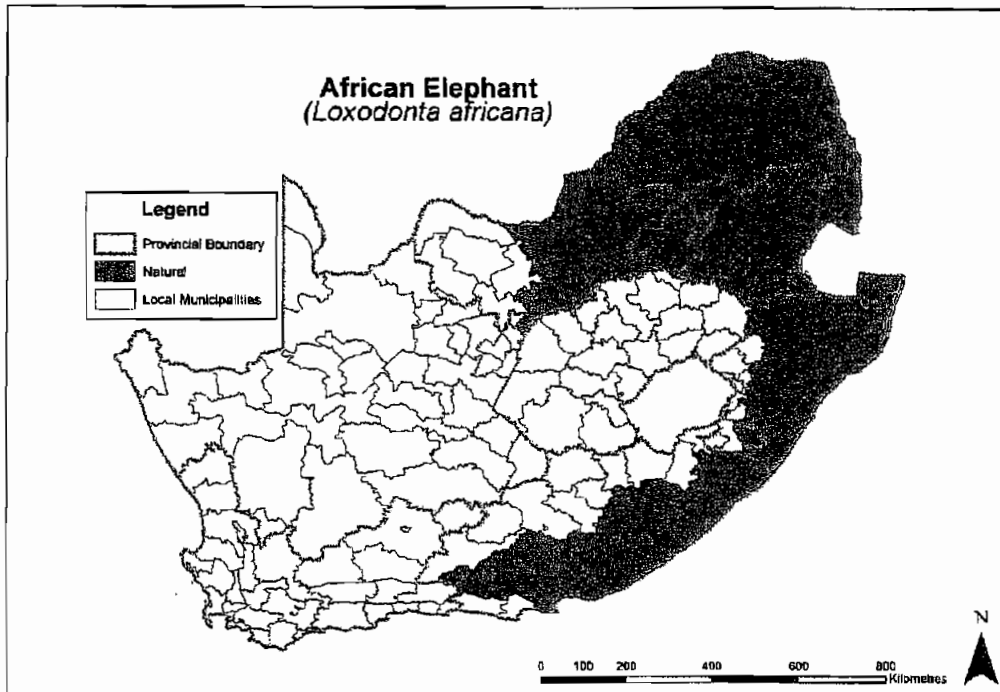 African Elephant
(Loxodonta africana)
Legend
Provincial Boundary
Natural
Local Municipalities
N
0 100 200 400 600 800
Kilometres